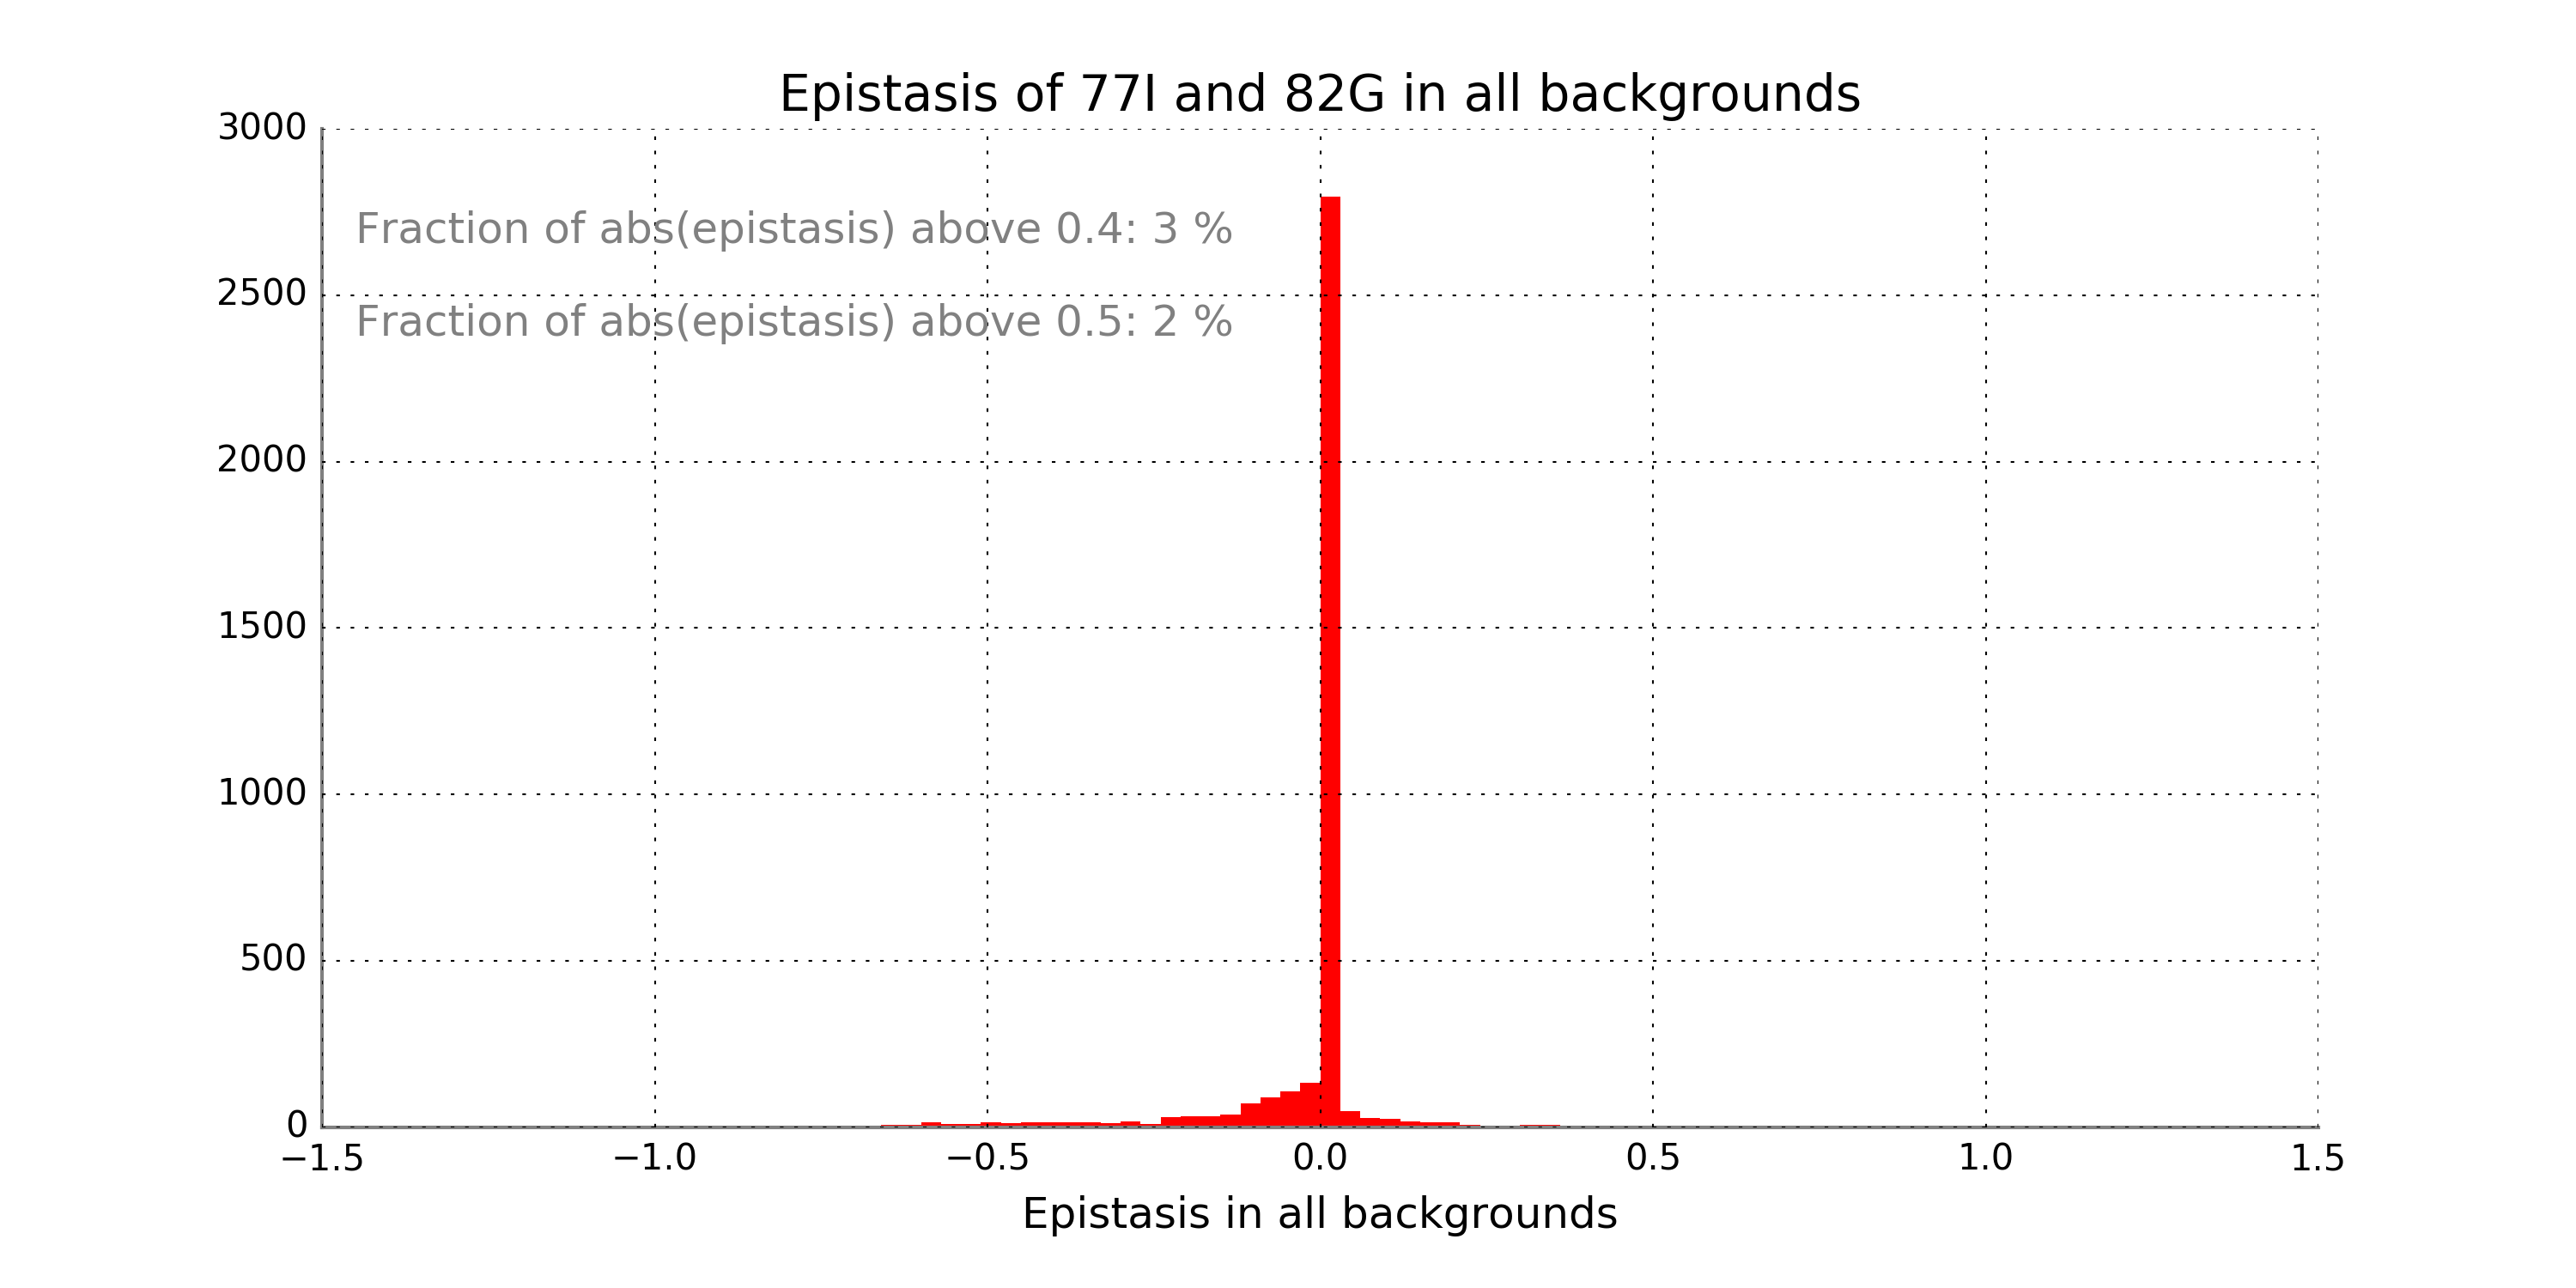 Epistasis of 77I and 82G in all backgrounds
3000
2500
2000
1500
1000
500
0
Fraction of abs(epistasis) above 0.4: 3 %
Fraction of abs(epistasis) above 0.5: 2 %
−1.5 −1.0 −0.5 0.0 0.5 1.0 1.5
Epistasis in all backgrounds